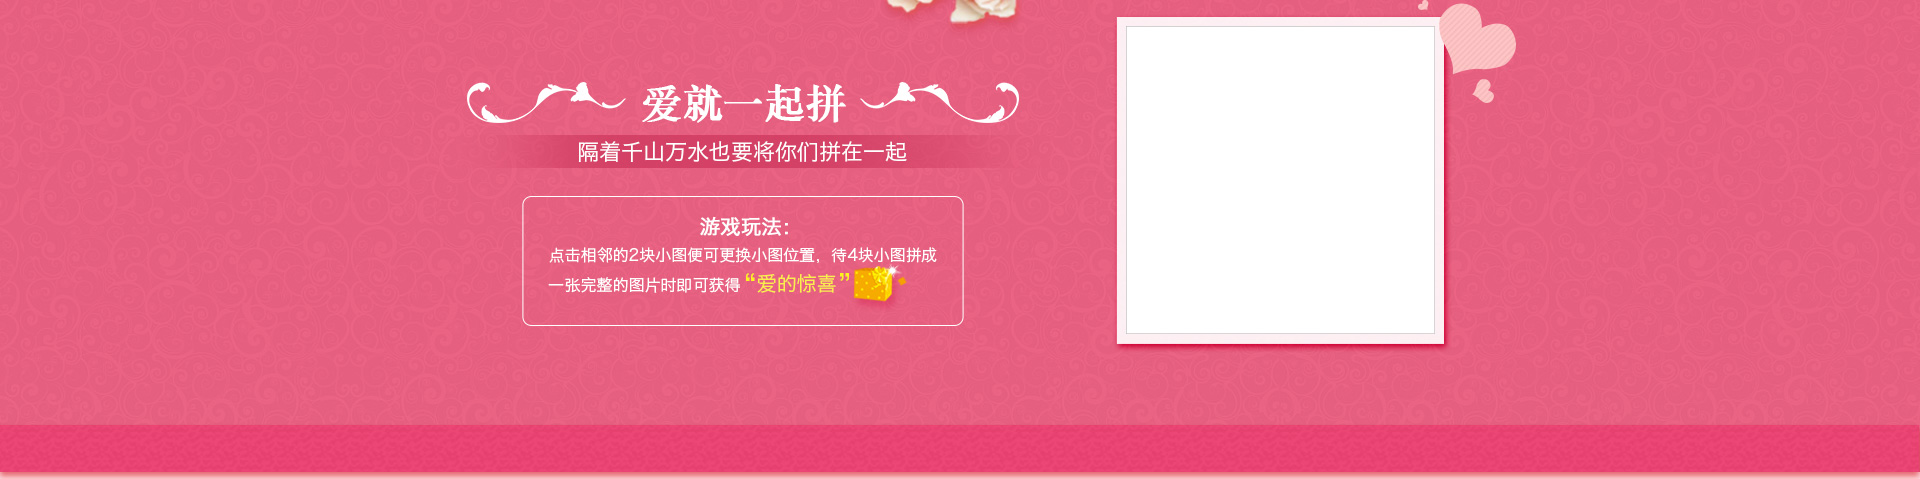 爱就一起拼
隔着千山万水也要将你们拼在一起
游戏玩法：
点击相邻的2块小图便可更换小图位置，待4块小图拼成
一张完整的图片时即可获得“爱的惊喜”